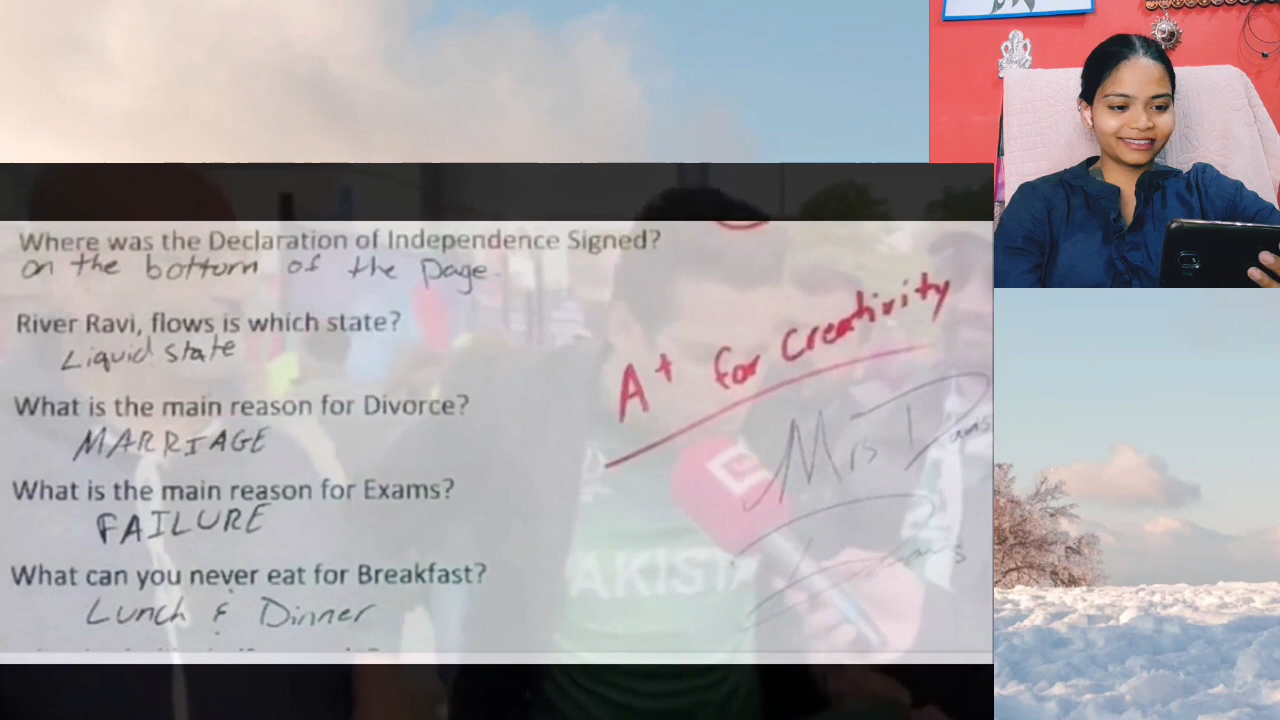 Where was the Declaration of Independence Signed?
on the bottom of the page.
River Ravi, flows is which state?
Liquid state
What is the main reason for Divorce?
MARRIAGE
What is the main reason for Exams?
FAILURE
What can you never eat for Breakfast?
Lunch & Dinner
A+ for Creativity
Mrs
AKISTA